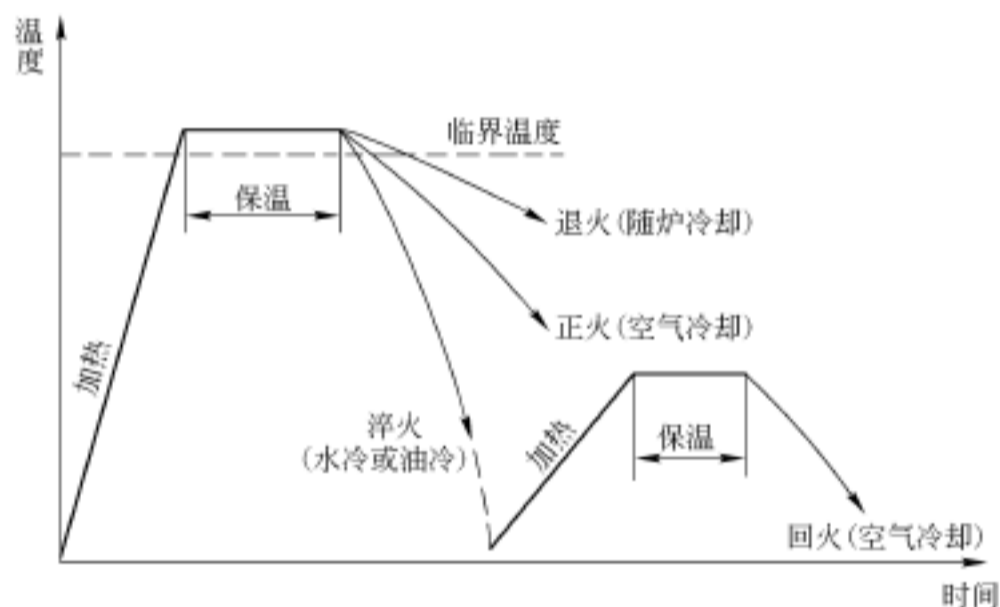 温度
临界温度
保温
退火(随炉冷却)
正火(空气冷却)
加热
淬火
(水冷或油冷)
加热
保温
回火(空气冷却)
时间